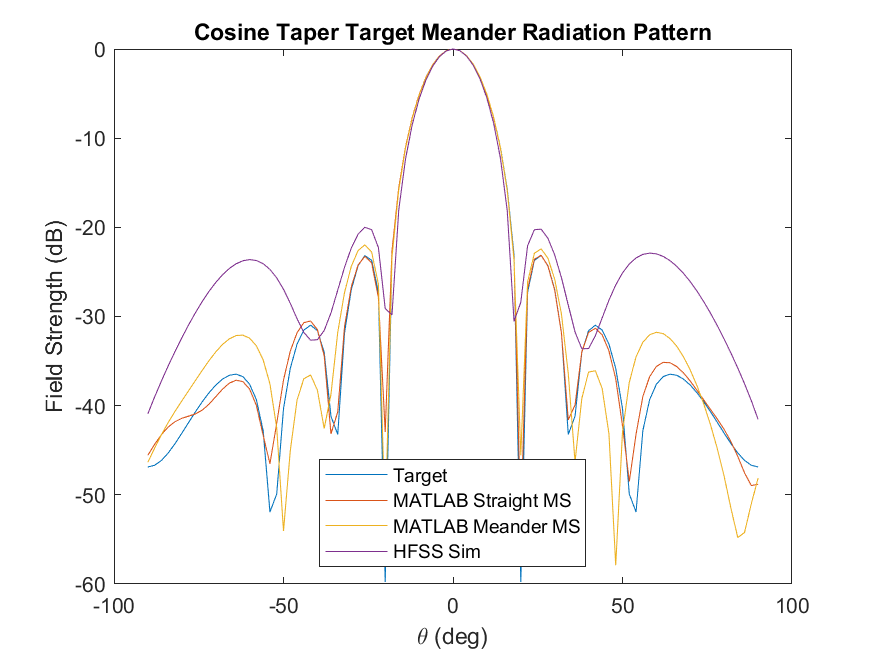 Cosine Taper Target Meander Radiation Pattern
0
-10
-20
-30
-40
-50
-60
Field Strength (dB)
Target
MATLAB Straight MS
MATLAB Meander MS
HFSS Sim
-100 -50 0 50 100
θ (deg)